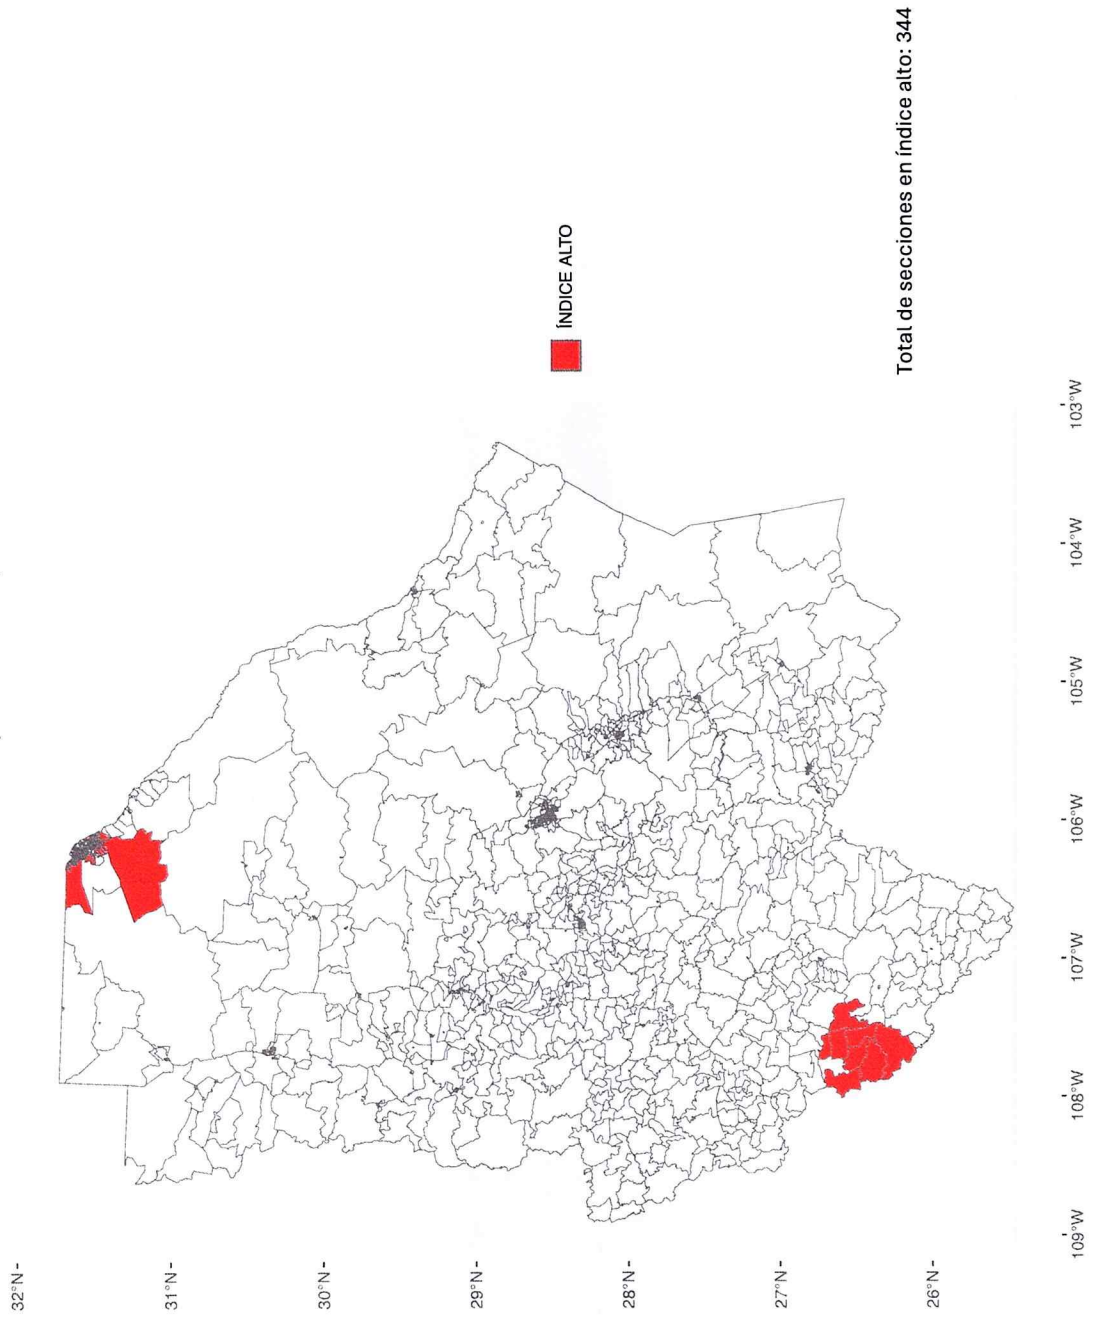 32°N
31°N
30°N
29°N
28°N
27°N
26°N
109°W
108°W
107°W
106°W
105°W
104°W
103°W
ÍNDICE ALTO
Total de secciones en índice alto: 344